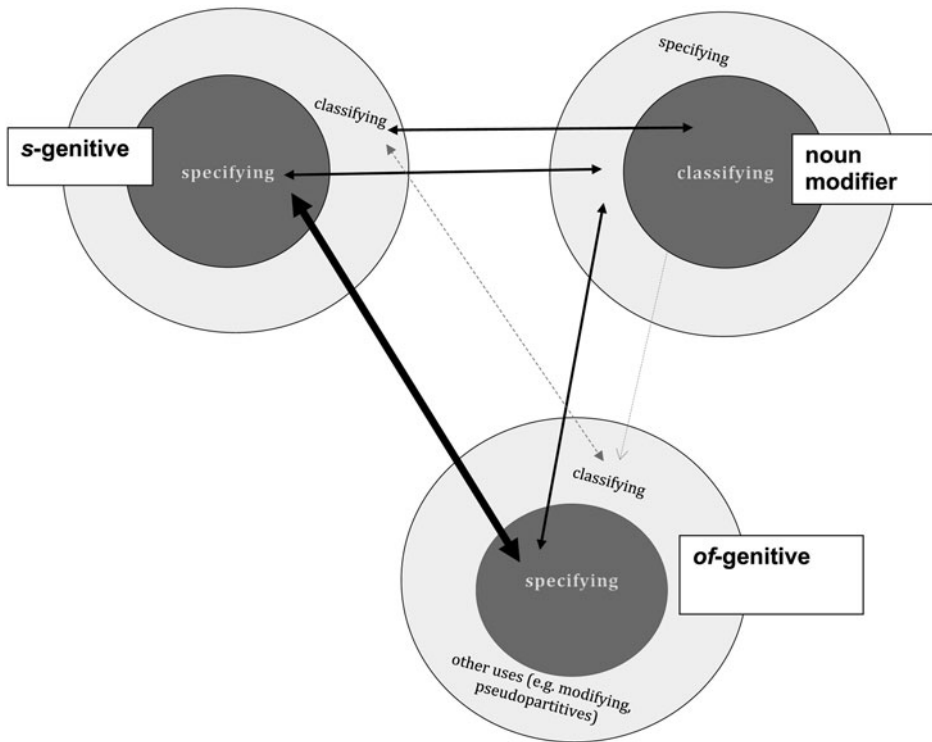 specifying
classifying
s-genitive
specifying
classifying
noun
modifier
classifying
of-genitive
specifying
other uses (e.g. modifying,
pseudopartitives)